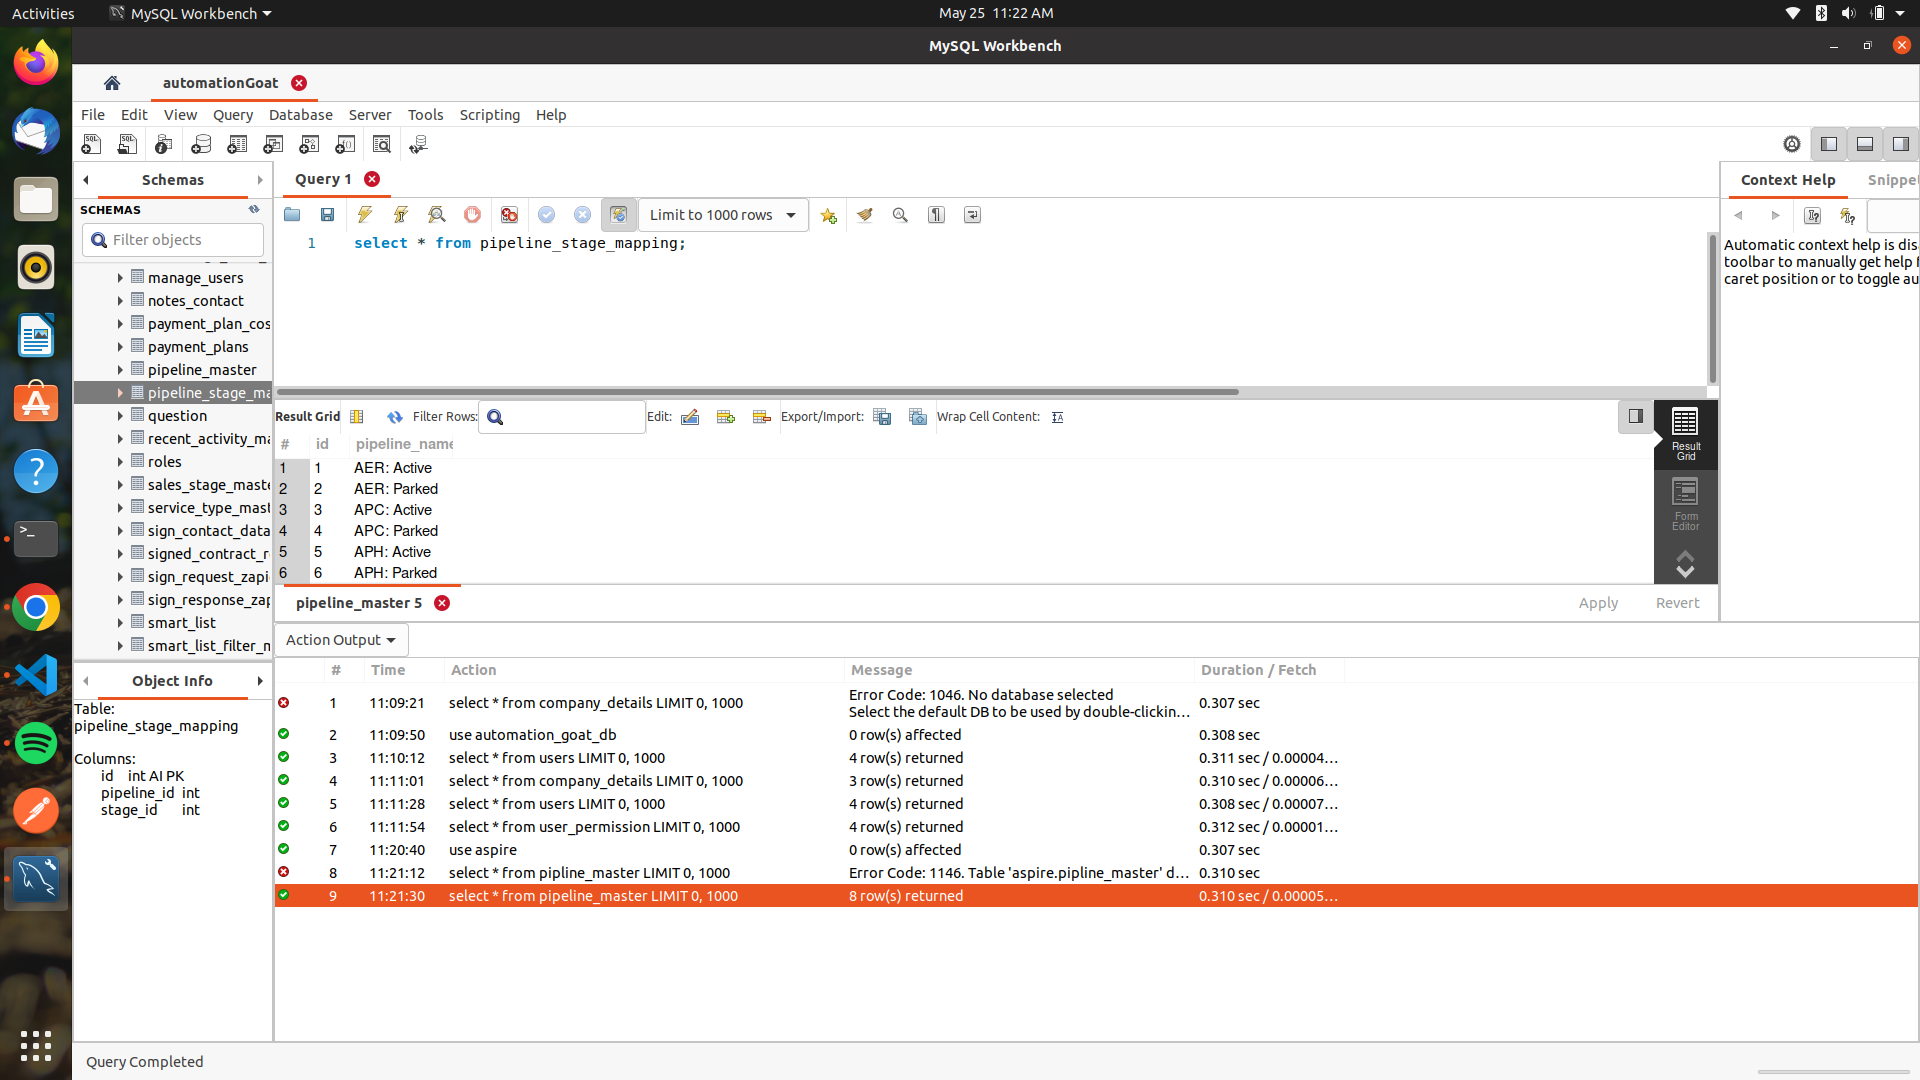 Activities
MySQL Workbench
May 25 11:22 AM
MySQL Workbench
automationGoat
File Edit View Query Database Server Tools Scripting Help
Schemas
Query 1
Context Help
Snippet
SCHEMAS
Filter objects
Limit to 1000 rows
1 select * from pipeline_stage_mapping;
Automatic context help is dis
toolbar to manually get help f
caret position or to toggle au
manage_users
notes_contact
payment_plan_cos
payment_plans
pipeline_master
pipeline_stage_ma
question
recent_activity_ma
roles
sales_stage_maste
service_type_mast
sign_contact_data
signed_contract_r
sign_request_zapi
sign_response_zap
smart_list
smart_list_filter_m
Result Grid
Filter Rows:
Edit:
Export/Import:
Wrap Cell Content:
# id pipeline_name
1 1 AER: Active
2 2 AER: Parked
3 3 APC: Active
4 4 APC: Parked
5 5 APH: Active
6 6 APH: Parked
Result
Grid
Form
Editor
pipeline_master 5
Apply
Revert
Action Output
# Time Action Message Duration / Fetch
1 11:09:21 select * from company_details LIMIT 0, 1000 Error Code: 1046. No database selected
Select the default DB to be used by double-clickin... 0.307 sec
2 11:09:50 use automation_goat_db 0 row(s) affected 0.308 sec
3 11:10:12 select * from users LIMIT 0, 1000 4 row(s) returned 0.311 sec / 0.00004...
4 11:11:01 select * from company_details LIMIT 0, 1000 3 row(s) returned 0.310 sec / 0.00006...
5 11:11:28 select * from users LIMIT 0, 1000 4 row(s) returned 0.308 sec / 0.00007...
6 11:11:54 select * from user_permission LIMIT 0, 1000 4 row(s) returned 0.312 sec / 0.00001...
7 11:20:40 use aspire 0 row(s) affected 0.307 sec
8 11:21:12 select * from pipline_master LIMIT 0, 1000 Error Code: 1146. Table 'aspire.pipline_master' d... 0.310 sec
9 11:21:30 select * from pipeline_master LIMIT 0, 1000 8 row(s) returned 0.310 sec / 0.00005...
Object Info
Table:
pipeline_stage_mapping
Columns:
id int AI PK
pipeline_id int
stage_id int
Query Completed